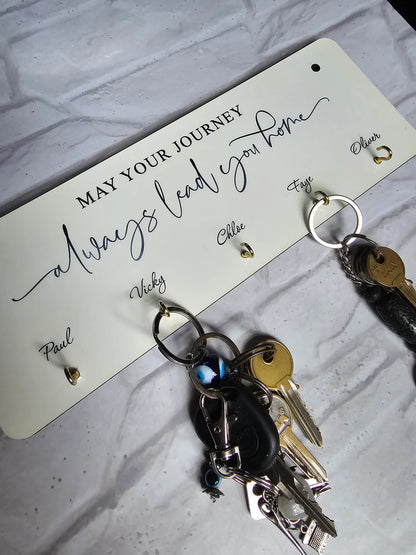 MAY YOUR JOURNEY
always lead you home
Paul
Vicky
Chloe
Faye
Oliver